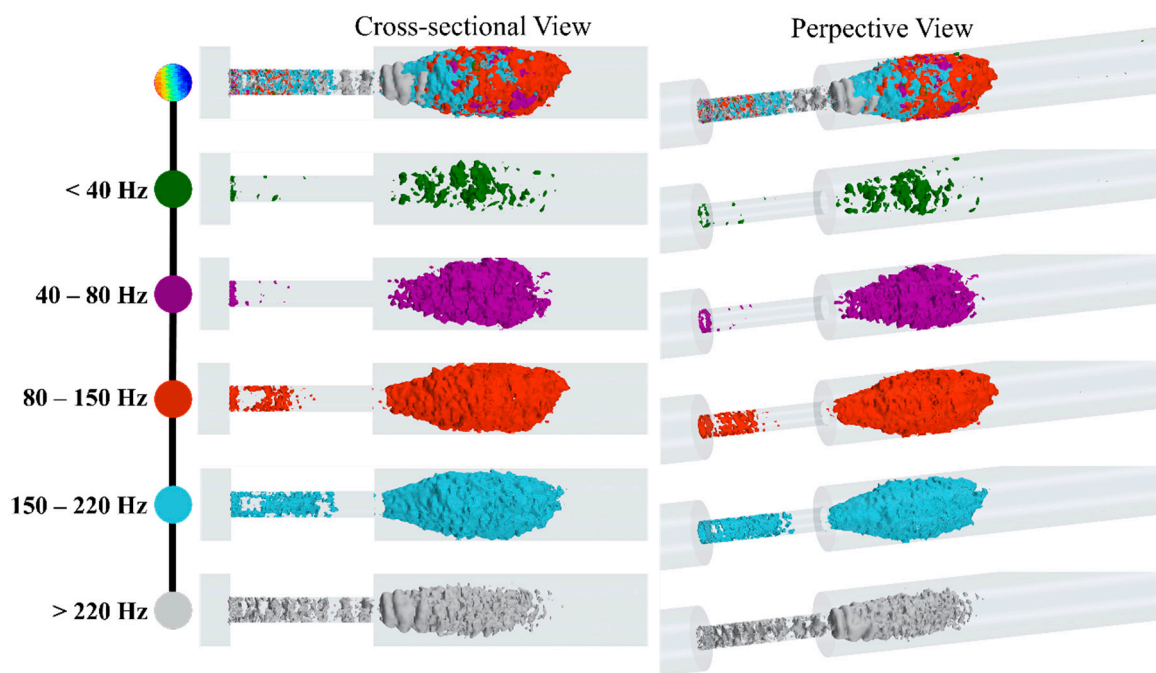 Cross-sectional View
Perpective View
< 40 Hz
40 – 80 Hz
80 – 150 Hz
150 – 220 Hz
> 220 Hz